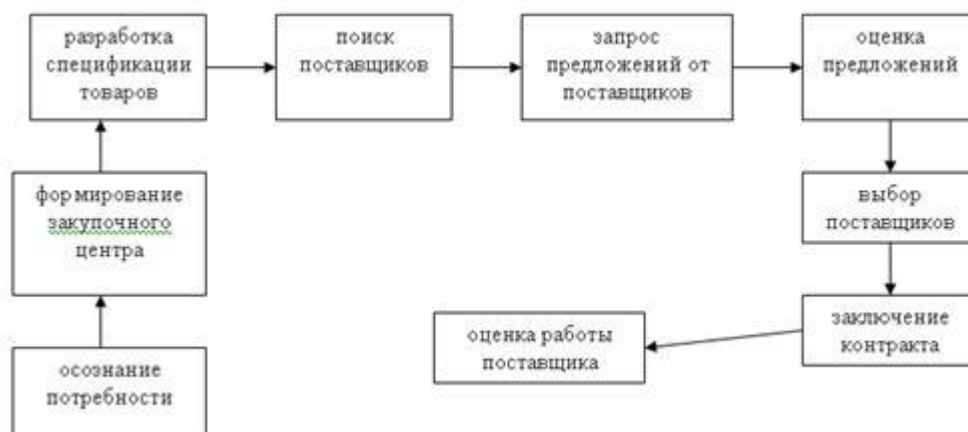 разработка
спецификации
товаров
поиск
поставщиков
запрос
предложений от
поставщиков
оценка
предложений
формирование
закупочного
центра
выбор
поставщиков
осознание
потребности
оценка работы
поставщика
заключение
контракта